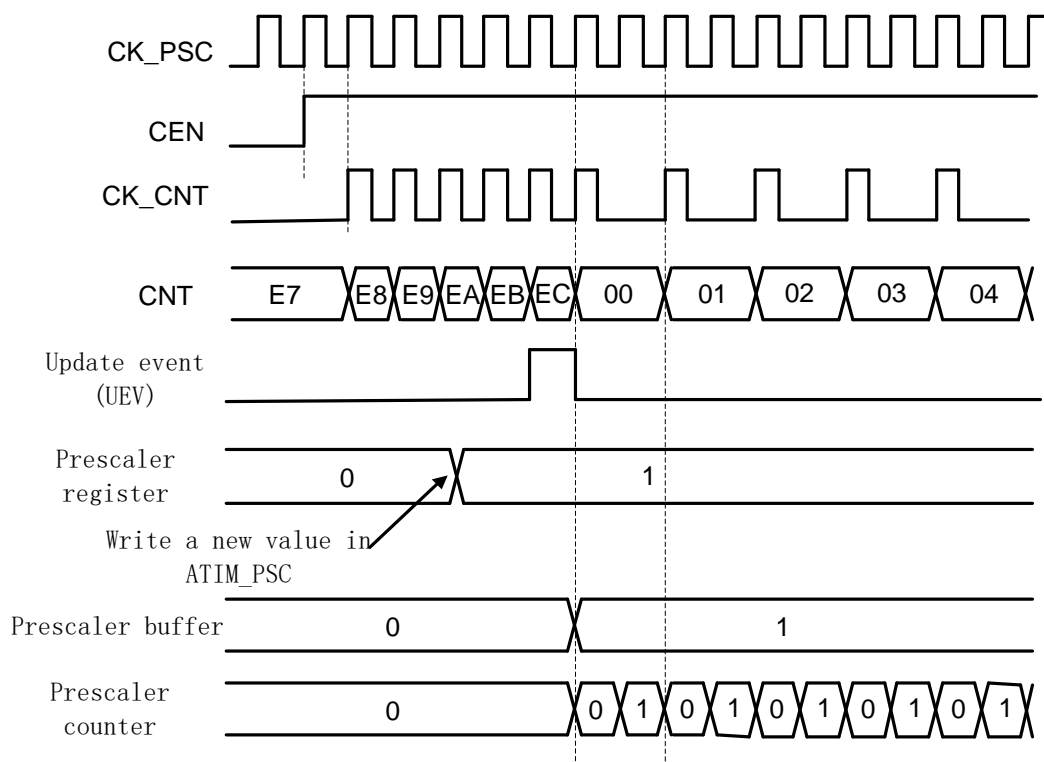 CK_PSC
CEN
CK_CNT
CNT E7 E8 E9 EA EB EC 00 01 02 03 04
Update event
(UEV)
Prescaler
register
0 1
Write a new value in
ATIM_PSC
Prescaler buffer 0 1
Prescaler
counter
0 0 1 0 1 0 1 0 1 0 1